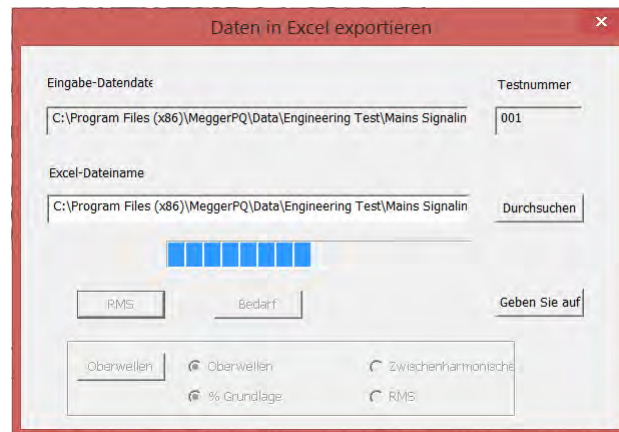 Daten in Excel exportieren
Eingabe-Datendate
Testnummer
C:\Program Files (x86)\MeggerPQ\Data\Engineering Test\Mains Signalin
001
Excel-Dateiname
C:\Program Files (x86)\MeggerPQ\Data\Engineering Test\Mains Signalin
Durchsuchen
RMS
Bedarf
Geben Sie auf
Oberwellen
Oberwellen
Zwischenharmonische
% Grundlage
RMS